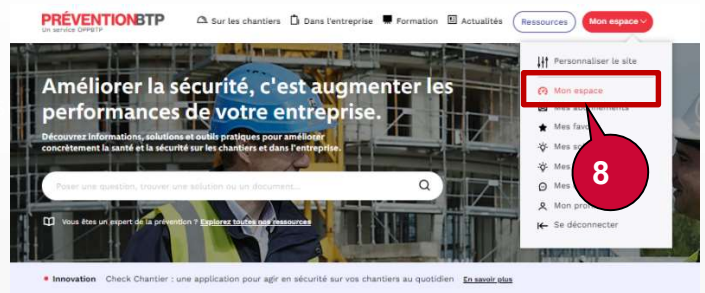 PRÉVENTIONBTP
Un service OPPBTP
Sur les chantiers Dans l'entreprise Formation Actualités Ressources Mon espace
Personnaliser le site
Améliorer la sécurité, c'est augmenter les
performances de votre entreprise.
Mon espace
Mes abonnements
Découvrez informations, solutions et outils pratiques pour améliorer
concrètement la santé et la sécurité sur les chantiers et dans l'entreprise.
Mes
Mes
Mes
8
Poser une question, trouver une solution ou un document...
Mes
Mon
Vous êtes un expert de la prévention ? Explorez toutes nos ressources
Se déconnecter
Innovation Check Chantier : une application pour agir en sécurité sur vos chantiers au quotidien En savoir plus